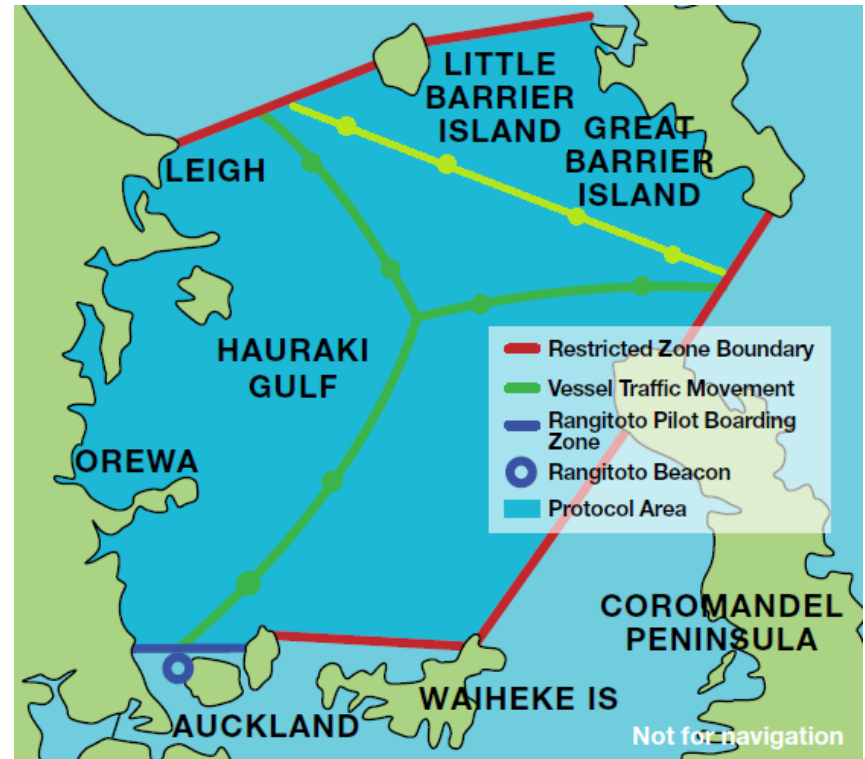 LITTLE
BARRIER
ISLAND
GREAT
BARRIER
ISLAND
LEIGH
HAURAKI
GULF
Restricted Zone Boundary
Vessel Traffic Movement
Rangitoto Pilot Boarding
Zone
Rangitoto Beacon
Protocol Area
OREWA
COROMANDEL
PENINSULA
WAIHEKE IS
AUCKLAND
Not for navigation